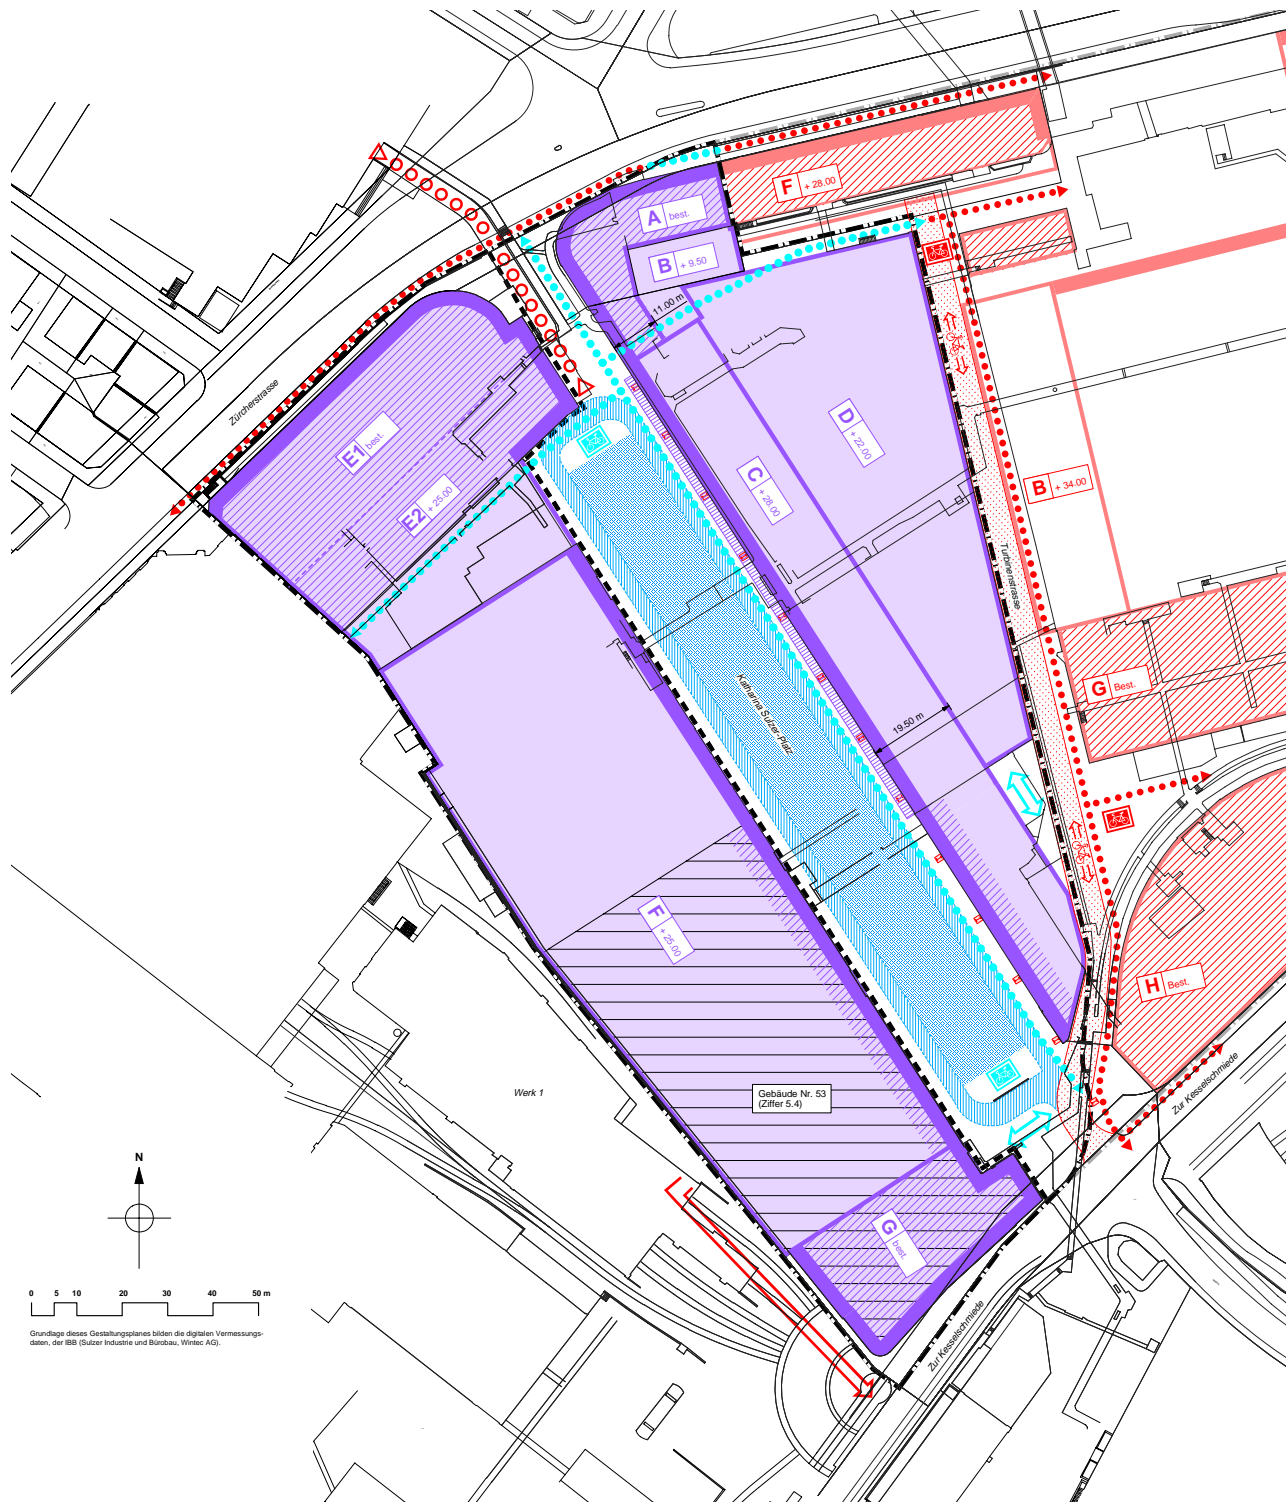 F + 28.00
A best.
B + 9.50
11.00 m
Zürcherstrasse
E1 best.
E2 + 25.00
D + 22.00
C + 28.00
B + 34.00
Turbinenstrasse
G Best.
Katharina Sulzer-Platz
19.50 m
F + 25.00
H Best.
Gebäude Nr. 53
(Ziffer 5.4)
Werk 1
Zur Kesselschmiede
G best.
Zur Kesselschmiede
N
0 5 10 20 30 40 50 m
Grundlage dieses Gestaltungsplanes bilden die digitalen Vermessungs-
daten, der IBB (Sulzer Industrie und Bürobau, Wintec AG).